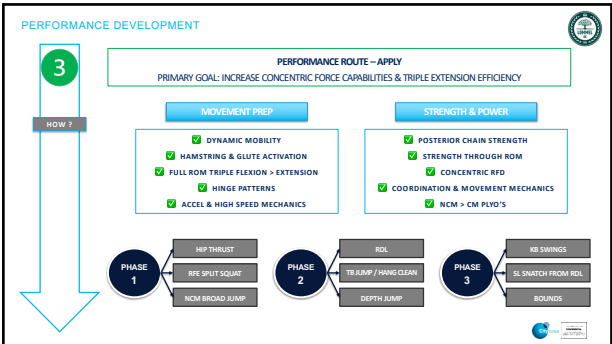 PERFORMANCE DEVELOPMENT
LOMMEL
3
PERFORMANCE ROUTE – APPLY
PRIMARY GOAL: INCREASE CONCENTRIC FORCE CAPABILITIES & TRIPLE EXTENSION EFFICIENCY
HOW ?
MOVEMENT PREP
DYNAMIC MOBILITY
HAMSTRING & GLUTE ACTIVATION
FULL ROM TRIPLE FLEXION > EXTENSION
HINGE PATTERNS
ACCEL & HIGH SPEED MECHANICS
STRENGTH & POWER
POSTERIOR CHAIN STRENGTH
STRENGTH THROUGH ROM
CONCENTRIC RFD
COORDINATION & MOVEMENT MECHANICS
NCM > CM PLYO'S
PHASE
1
HIP THRUST
RFE SPLIT SQUAT
NCM BROAD JUMP
PHASE
2
RDL
TB JUMP / HANG CLEAN
DEPTH JUMP
PHASE
3
KB SWINGS
SL SNATCH FROM RDL
BOUNDS